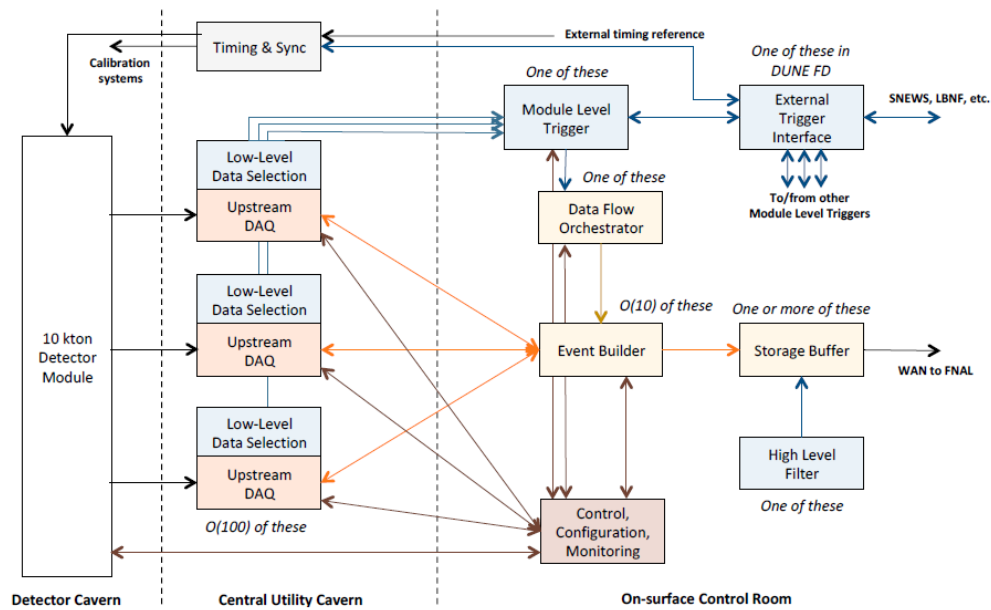 Timing & Sync
External timing reference
Calibration
systems
One of these in
DUNE FD
One of these
Module Level
Trigger
External
Trigger
Interface
SNEWS, LBNF, etc.
To/from other
Module Level Triggers
Low-Level
Data Selection
Upstream
DAQ
One of these
Data Flow
Orchestrator
Low-Level
Data Selection
Upstream
DAQ
10 kton
Detector
Module
O(10) of these
Event Builder
One or more of these
Storage Buffer
WAN to FNAL
Low-Level
Data Selection
Upstream
DAQ
O(100) of these
High Level
Filter
One of these
Control,
Configuration,
Monitoring
Detector Cavern
Central Utility Cavern
On-surface Control Room